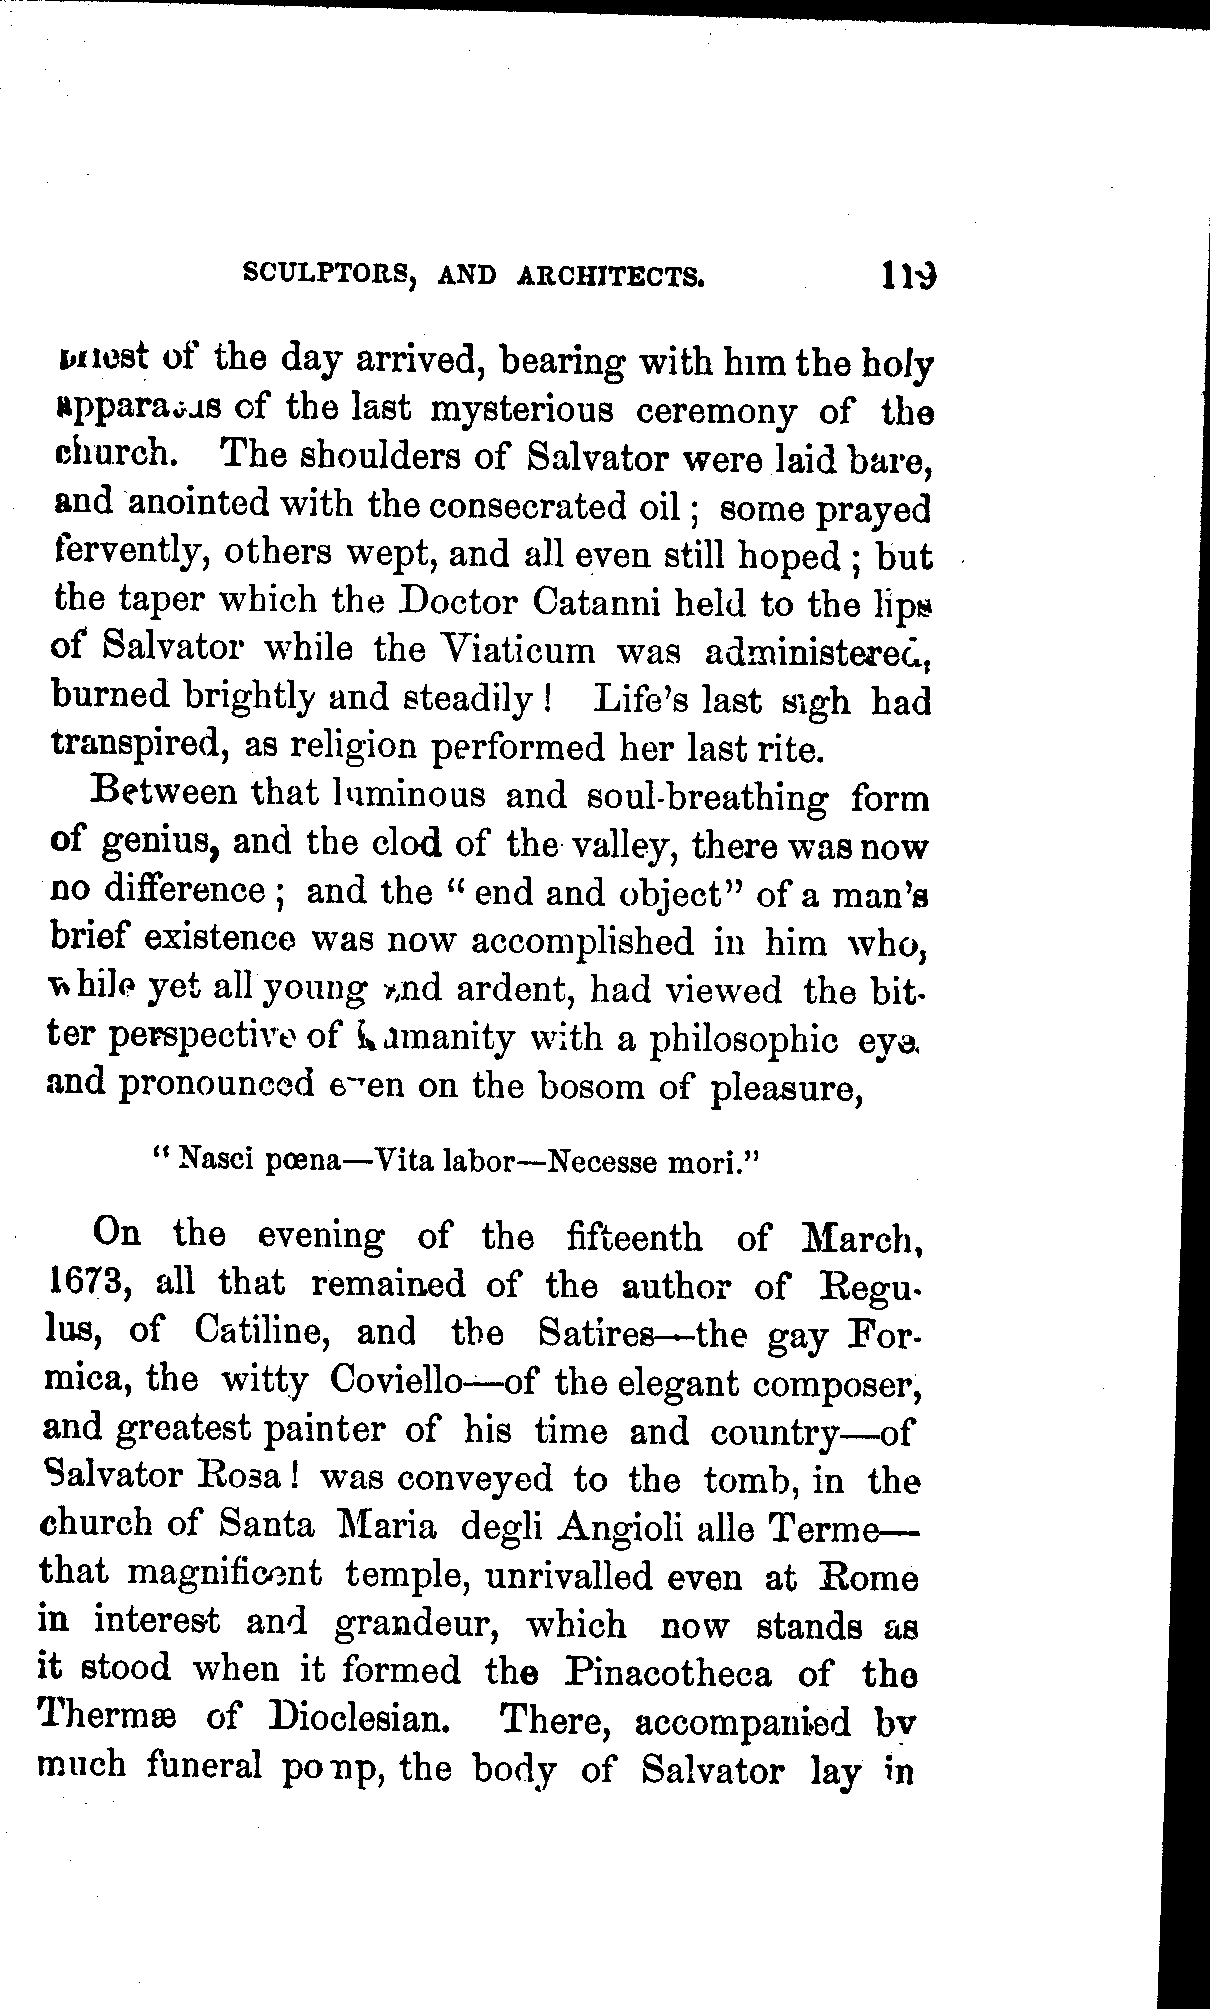 SCULPTORS, AND ARCHITECTS. 119
priest of the day arrived, bearing with him the holy
apparatus of the last mysterious ceremony of the
church. The shoulders of Salvator were laid bare,
and anointed with the consecrated oil; some prayed
fervently, others wept, and all even still hoped; but
the taper which the Doctor Catanni held to the lips
of Salvator while the Viaticum was administered,
burned brightly and steadily! Life's last sigh had
transpired, as religion performed her last rite.
Between that luminous and soul-breathing form
of genius, and the clod of the valley, there was now
no difference; and the "end and object" of a man's
brief existence was now accomplished in him who,
while yet all young and ardent, had viewed the bit-
ter perspective of humanity with a philosophic eye,
and pronounced even on the bosom of pleasure,
"Nasci pœna—Vita labor—Necesse mori."
On the evening of the fifteenth of March,
1673, all that remained of the author of Regu-
lus, of Catiline, and the Satires—the gay For-
mica, the witty Coviello—of the elegant composer,
and greatest painter of his time and country—of
Salvator Rosa! was conveyed to the tomb, in the
church of Santa Maria degli Angioli alle Terme—
that magnificent temple, unrivalled even at Rome
in interest and grandeur, which now stands as
it stood when it formed the Pinacotheca of the
Thermæ of Dioclesian. There, accompanied by
much funeral pomp, the body of Salvator lay in